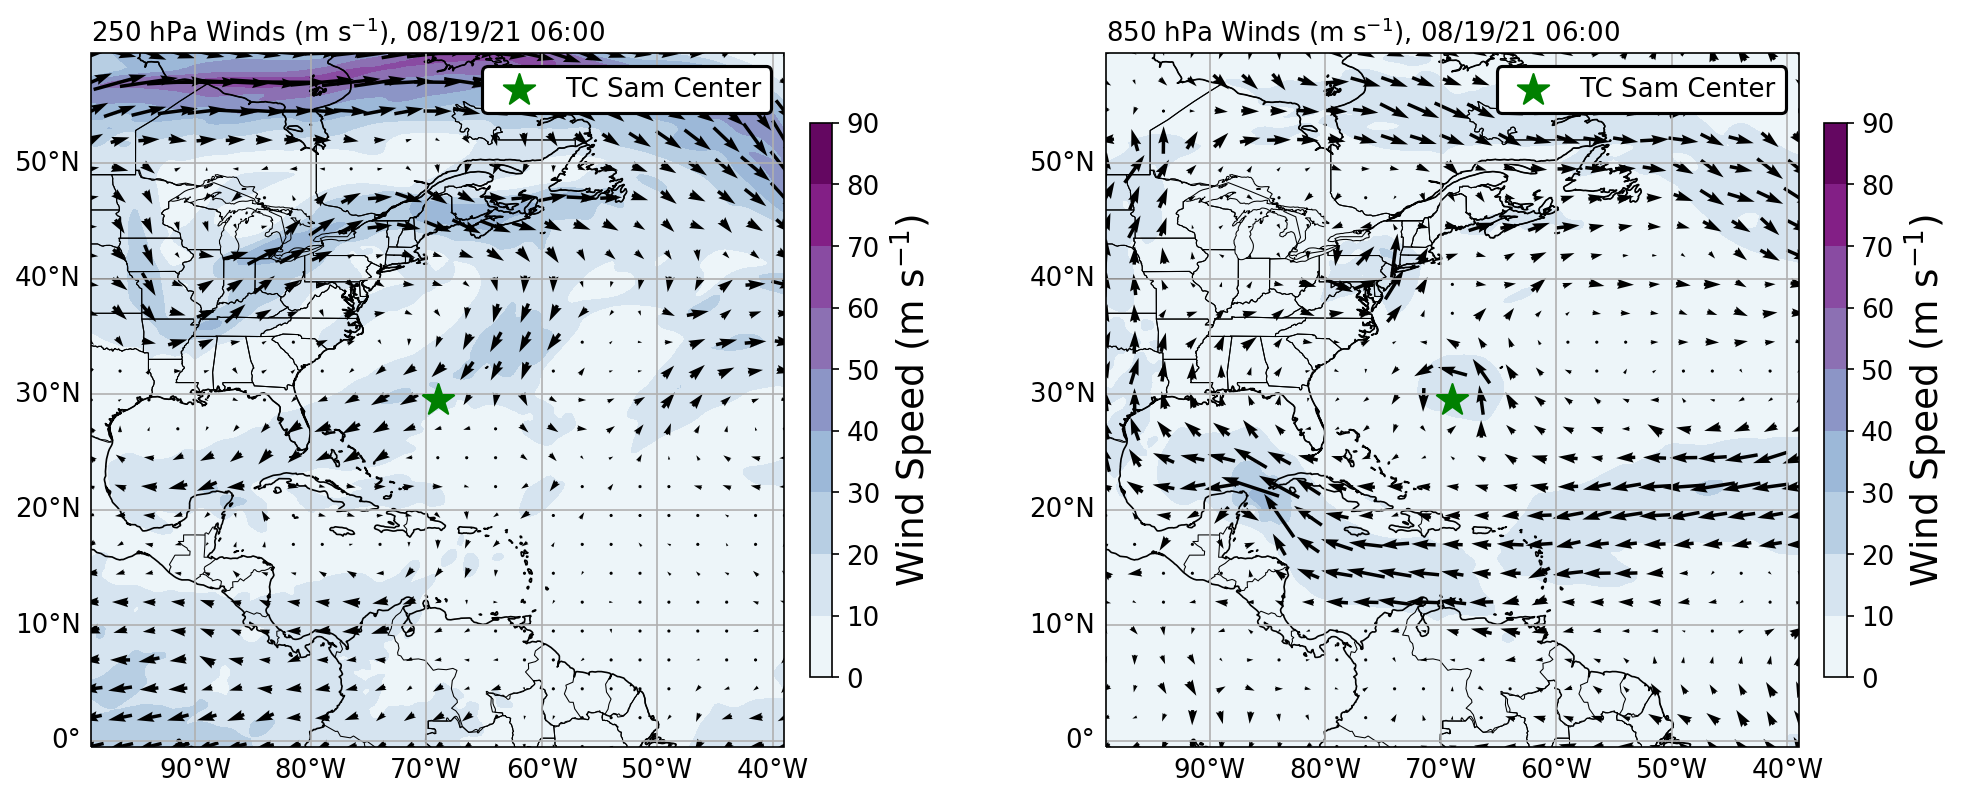 250 hPa Winds (m s⁻¹), 08/19/21 06:00
TC Sam Center
50°N
40°N
30°N
20°N
10°N
0°
90°W 80°W 70°W 60°W 50°W 40°W
90
80
70
60
50
40
30
20
10
0
Wind Speed (m s⁻¹)
850 hPa Winds (m s⁻¹), 08/19/21 06:00
TC Sam Center
50°N
40°N
30°N
20°N
10°N
0°
90°W 80°W 70°W 60°W 50°W 40°W
90
80
70
60
50
40
30
20
10
0
Wind Speed (m s⁻¹)